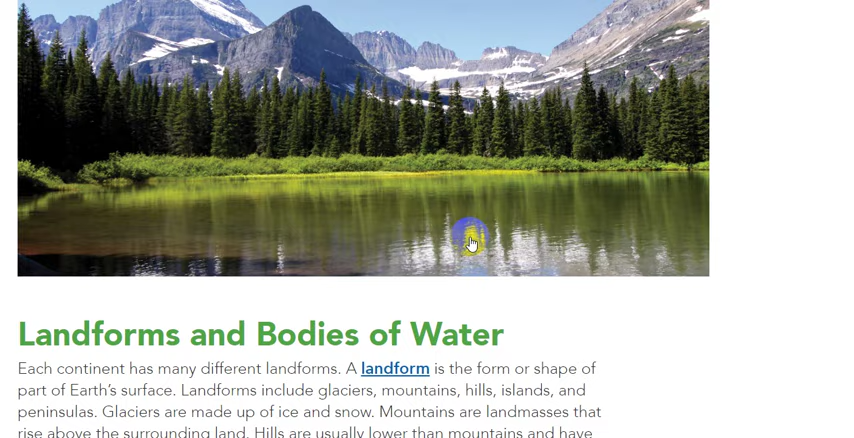 Landforms and Bodies of Water
Each continent has many different landforms. A landform is the form or shape of
part of Earth's surface. Landforms include glaciers, mountains, hills, islands, and
peninsulas. Glaciers are made up of ice and snow. Mountains are landmasses that
rise above the surrounding land. Hills are usually lower than mountains and have